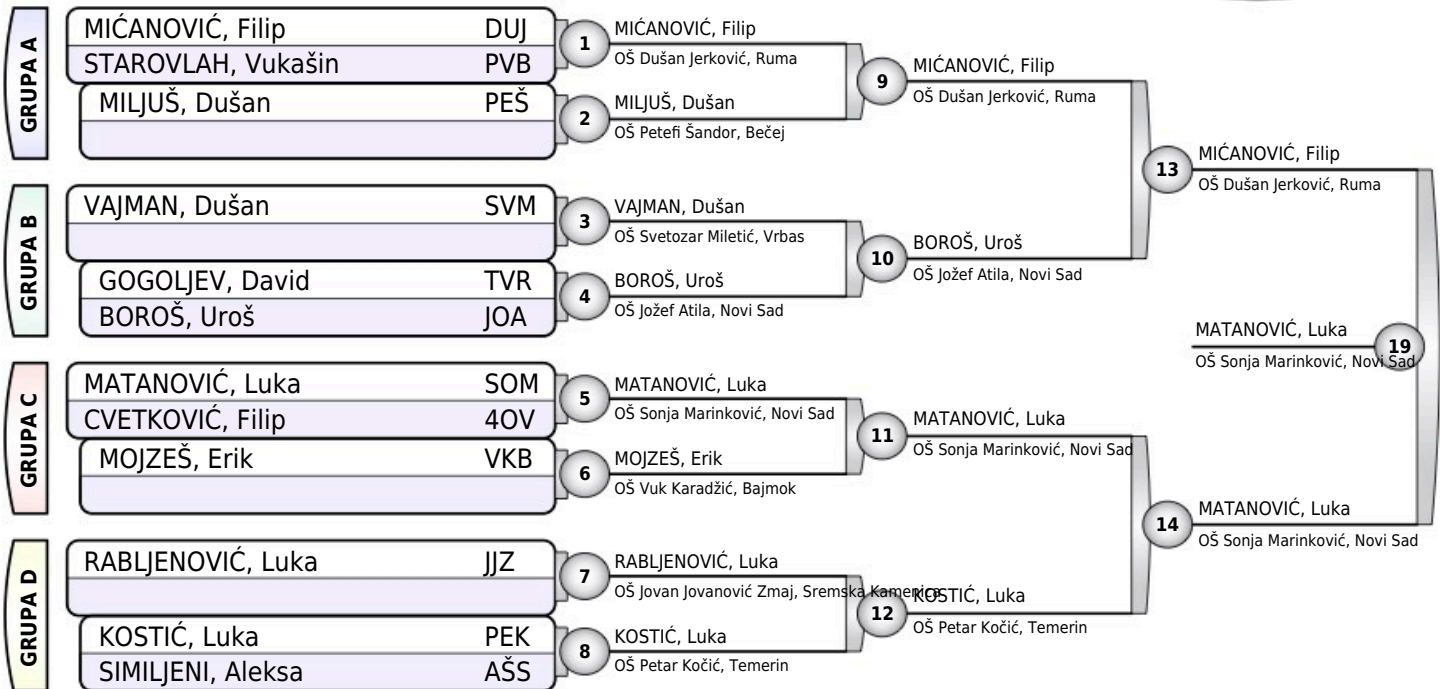 GRUPA A
MIĆANOVIĆ, Filip DUJ
STAROVLAH, Vukašin PVB
MILJUŠ, Dušan PEŠ
GRUPA B
VAJMAN, Dušan SVM
GOGOLJEV, David TVR
BOROŠ, Uroš JOA
GRUPA C
MATANOVIĆ, Luka SOM
CVETKOVIĆ, Filip 4OV
MOJZEŠ, Erik VKB
GRUPA D
RABLJENOVIĆ, Luka JJZ
KOSTIĆ, Luka PEK
SIMILJENI, Aleksa AŠS
1
MIĆANOVIĆ, Filip
OŠ Dušan Jerković, Ruma
2
MILJUŠ, Dušan
OŠ Petefi Šandor, Bečej
3
VAJMAN, Dušan
OŠ Svetozar Miletić, Vrbas
4
BOROŠ, Uroš
OŠ Jožef Atila, Novi Sad
5
MATANOVIĆ, Luka
OŠ Sonja Marinković, Novi Sad
6
MOJZEŠ, Erik
OŠ Vuk Karadžić, Bajmok
7
RABLJENOVIĆ, Luka
OŠ Jovan Jovanović Zmaj, Sremska Kamenica
8
KOSTIĆ, Luka
OŠ Petar Kočić, Temerin
9
MIĆANOVIĆ, Filip
OŠ Dušan Jerković, Ruma
10
BOROŠ, Uroš
OŠ Jožef Atila, Novi Sad
11
MATANOVIĆ, Luka
OŠ Sonja Marinković, Novi Sad
12
KOSTIĆ, Luka
OŠ Petar Kočić, Temerin
13
MIĆANOVIĆ, Filip
OŠ Dušan Jerković, Ruma
14
MATANOVIĆ, Luka
OŠ Sonja Marinković, Novi Sad
19
MATANOVIĆ, Luka
OŠ Sonja Marinković, Novi Sad